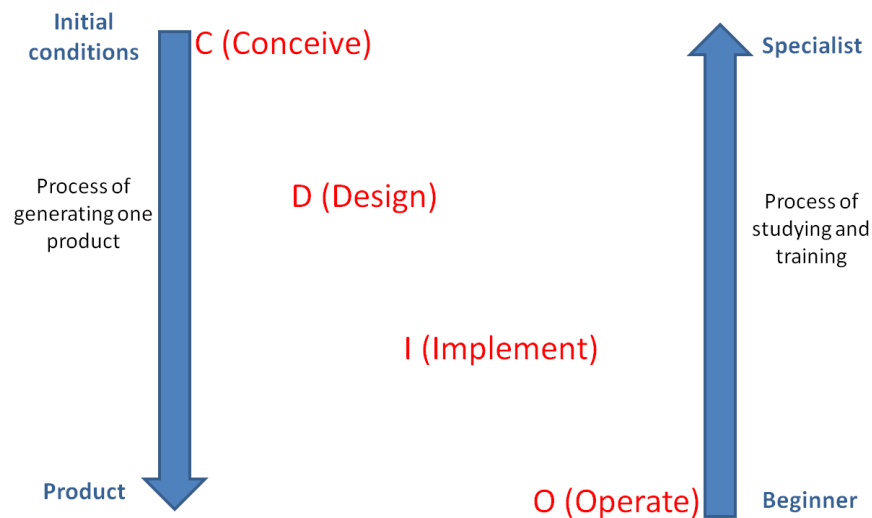 Initial
conditions
C (Conceive)
Specialist
Process of
generating one
product
D (Design)
Process of
studying and
training
I (Implement)
Product
O (Operate)
Beginner